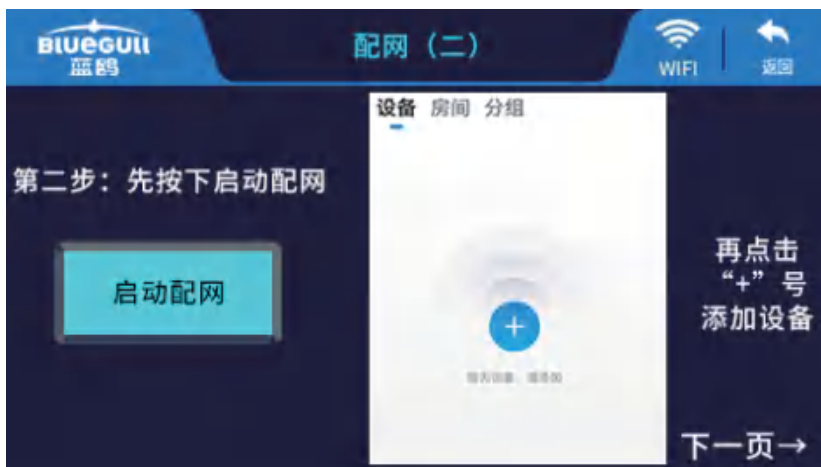 BLUEGULL
蓝鸥
配网（二）
WIFI
返回
设备 房间 分组
第二步：先按下启动配网
启动配网
+
再点击
“+”号
添加设备
下一页→